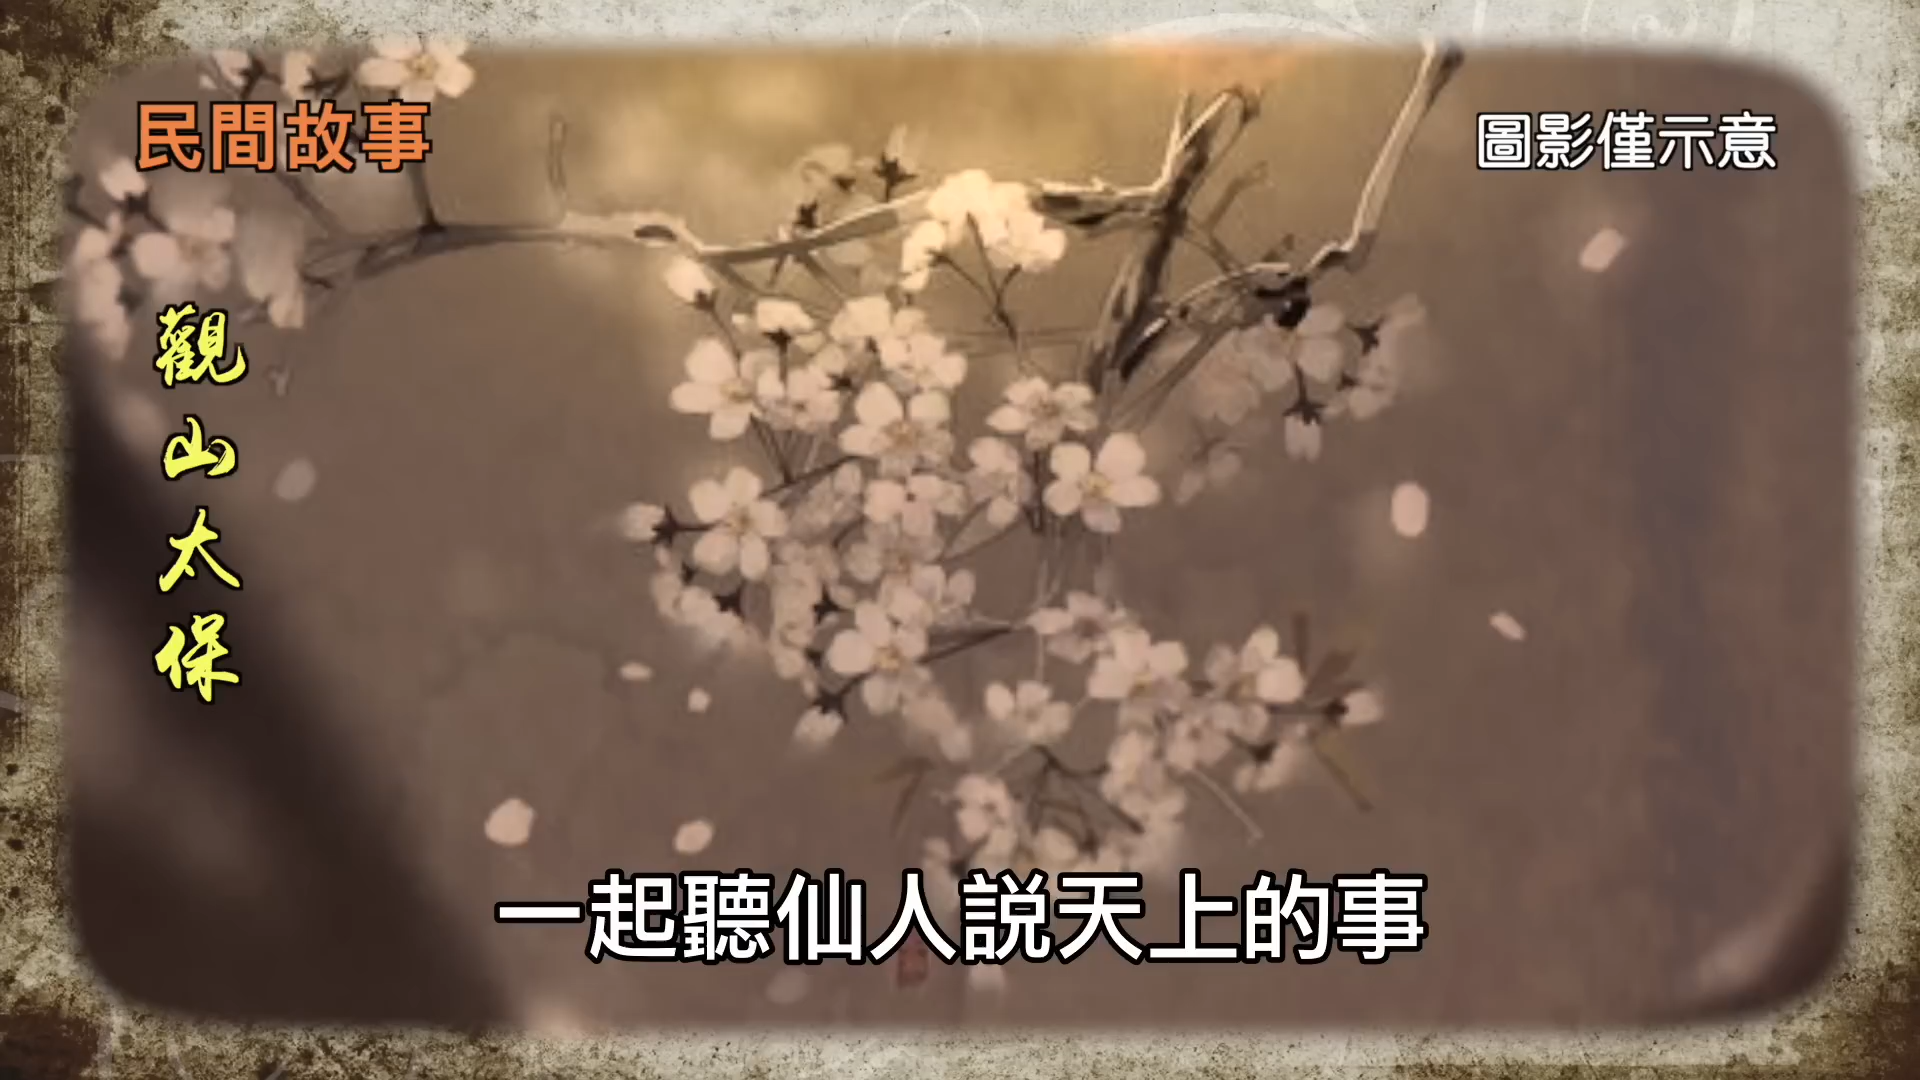 民間故事
圖影僅示意
觀山太保
一起聽仙人説天上的事